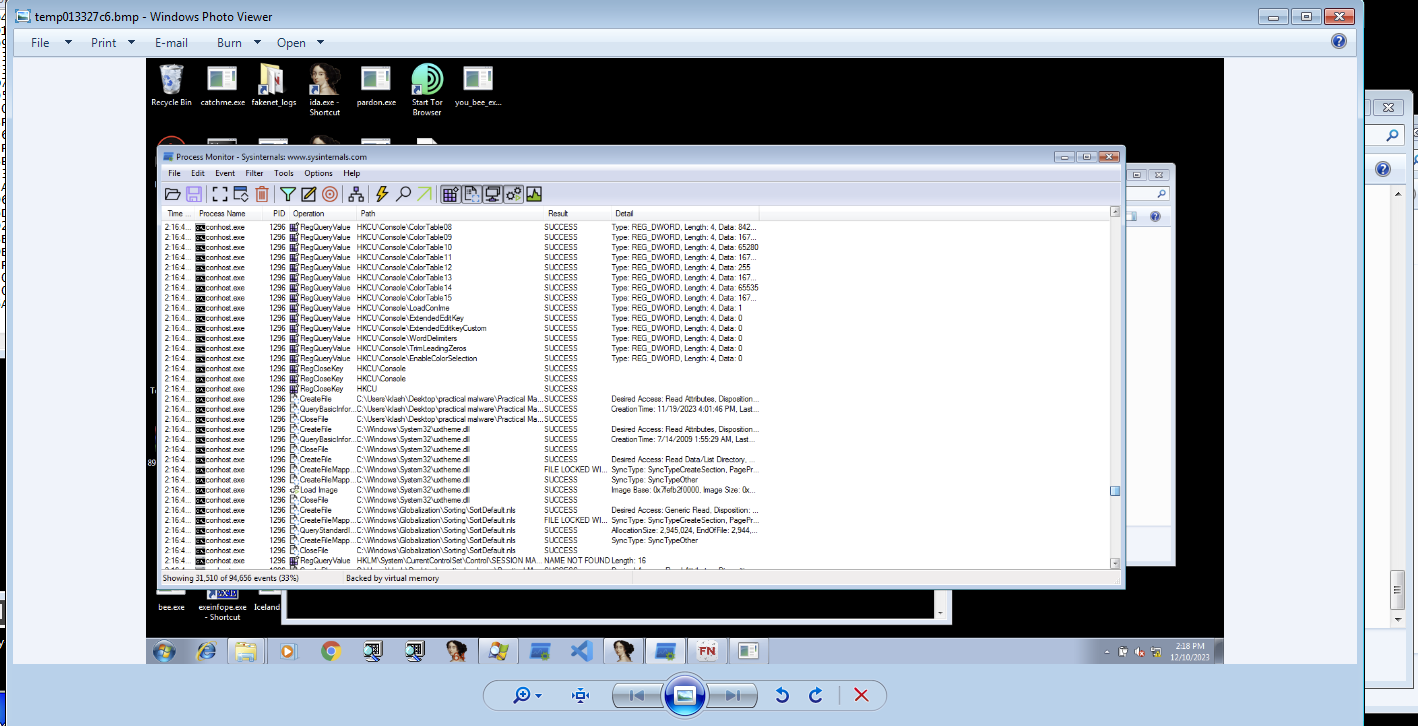 temp013327c6.bmp - Windows Photo Viewer
File Print E-mail Burn Open
Recycle Bin catchme.exe fakenet_logs ida.exe - Shortcut pardon.exe Start Tor Browser you_bee_ex...
Process Monitor - Sysinternals: www.sysinternals.com
File Edit Event Filter Tools Options Help
Time ... Process Name PID Operation Path Result Detail
2:16:4... conhost.exe 1296 RegQueryValue HKCU\Console\ColorTable08 SUCCESS Type: REG_DWORD, Length: 4, Data: 842...
2:16:4... conhost.exe 1296 RegQueryValue HKCU\Console\ColorTable09 SUCCESS Type: REG_DWORD, Length: 4, Data: 167...
2:16:4... conhost.exe 1296 RegQueryValue HKCU\Console\ColorTable10 SUCCESS Type: REG_DWORD, Length: 4, Data: 65280
2:16:4... conhost.exe 1296 RegQueryValue HKCU\Console\ColorTable11 SUCCESS Type: REG_DWORD, Length: 4, Data: 167...
2:16:4... conhost.exe 1296 RegQueryValue HKCU\Console\ColorTable12 SUCCESS Type: REG_DWORD, Length: 4, Data: 255
2:16:4... conhost.exe 1296 RegQueryValue HKCU\Console\ColorTable13 SUCCESS Type: REG_DWORD, Length: 4, Data: 167...
2:16:4... conhost.exe 1296 RegQueryValue HKCU\Console\ColorTable14 SUCCESS Type: REG_DWORD, Length: 4, Data: 65535
2:16:4... conhost.exe 1296 RegQueryValue HKCU\Console\ColorTable15 SUCCESS Type: REG_DWORD, Length: 4, Data: 167...
2:16:4... conhost.exe 1296 RegQueryValue HKCU\Console\LoadConIme SUCCESS Type: REG_DWORD, Length: 4, Data: 1
2:16:4... conhost.exe 1296 RegQueryValue HKCU\Console\ExtendedEditKey SUCCESS Type: REG_DWORD, Length: 4, Data: 0
2:16:4... conhost.exe 1296 RegQueryValue HKCU\Console\ExtendedEditkeyCustom SUCCESS Type: REG_DWORD, Length: 4, Data: 0
2:16:4... conhost.exe 1296 RegQueryValue HKCU\Console\WordDelimiters SUCCESS Type: REG_DWORD, Length: 4, Data: 0
2:16:4... conhost.exe 1296 RegQueryValue HKCU\Console\TrimLeadingZeros SUCCESS Type: REG_DWORD, Length: 4, Data: 0
2:16:4... conhost.exe 1296 RegQueryValue HKCU\Console\EnableColorSelection SUCCESS Type: REG_DWORD, Length: 4, Data: 0
2:16:4... conhost.exe 1296 RegCloseKey HKCU\Console SUCCESS
2:16:4... conhost.exe 1296 RegCloseKey HKCU\Console SUCCESS
2:16:4... conhost.exe 1296 RegCloseKey HKCU SUCCESS
2:16:4... conhost.exe 1296 CreateFile C:\Users\klash\Desktop\practical malware\Practical Ma... SUCCESS Desired Access: Read Attributes, Disposition...
2:16:4... conhost.exe 1296 QueryBasicInfor... C:\Users\klash\Desktop\practical malware\Practical Ma... SUCCESS CreationTime: 11/19/2023 4:01:46 PM, Last...
2:16:4... conhost.exe 1296 CloseFile C:\Users\klash\Desktop\practical malware\Practical Ma... SUCCESS
2:16:4... conhost.exe 1296 CreateFile C:\Windows\System32\uxtheme.dll SUCCESS Desired Access: Read Attributes, Disposition...
2:16:4... conhost.exe 1296 QueryBasicInfor... C:\Windows\System32\uxtheme.dll SUCCESS CreationTime: 7/14/2009 1:55:29 AM, Last...
2:16:4... conhost.exe 1296 CloseFile C:\Windows\System32\uxtheme.dll SUCCESS
2:16:4... conhost.exe 1296 CreateFile C:\Windows\System32\uxtheme.dll SUCCESS Desired Access: Read Data/List Directory, ...
2:16:4... conhost.exe 1296 CreateFileMapp... C:\Windows\System32\uxtheme.dll FILE LOCKED WI... SyncType: SyncTypeCreateSection, PagePr...
2:16:4... conhost.exe 1296 CreateFileMapp... C:\Windows\System32\uxtheme.dll SUCCESS SyncType: SyncTypeOther
2:16:4... conhost.exe 1296 Load Image C:\Windows\System32\uxtheme.dll SUCCESS Image Base: 0x7fefb2f0000, Image Size: 0x...
2:16:4... conhost.exe 1296 CloseFile C:\Windows\System32\uxtheme.dll SUCCESS
2:16:4... conhost.exe 1296 CreateFile C:\Windows\Globalization\Sorting\SortDefault.nls SUCCESS Desired Access: Generic Read, Disposition: ...
2:16:4... conhost.exe 1296 CreateFileMapp... C:\Windows\Globalization\Sorting\SortDefault.nls FILE LOCKED WI... SyncType: SyncTypeCreateSection, PagePr...
2:16:4... conhost.exe 1296 QueryStandardI... C:\Windows\Globalization\Sorting\SortDefault.nls SUCCESS AllocationSize: 2,945,024, EndOfFile: 2,944,...
2:16:4... conhost.exe 1296 CreateFileMapp... C:\Windows\Globalization\Sorting\SortDefault.nls SUCCESS SyncType: SyncTypeOther
2:16:4... conhost.exe 1296 CloseFile C:\Windows\Globalization\Sorting\SortDefault.nls SUCCESS
2:16:4... conhost.exe 1296 RegQueryValue HKLM\System\CurrentControlSet\Control\SESSION MA... NAME NOT FOUND Length: 16
Showing 31,510 of 94,656 events (33%) Backed by virtual memory
bee.exe exeinfope.exe - Shortcut Iceland
FN
2:18 PM
12/10/2023